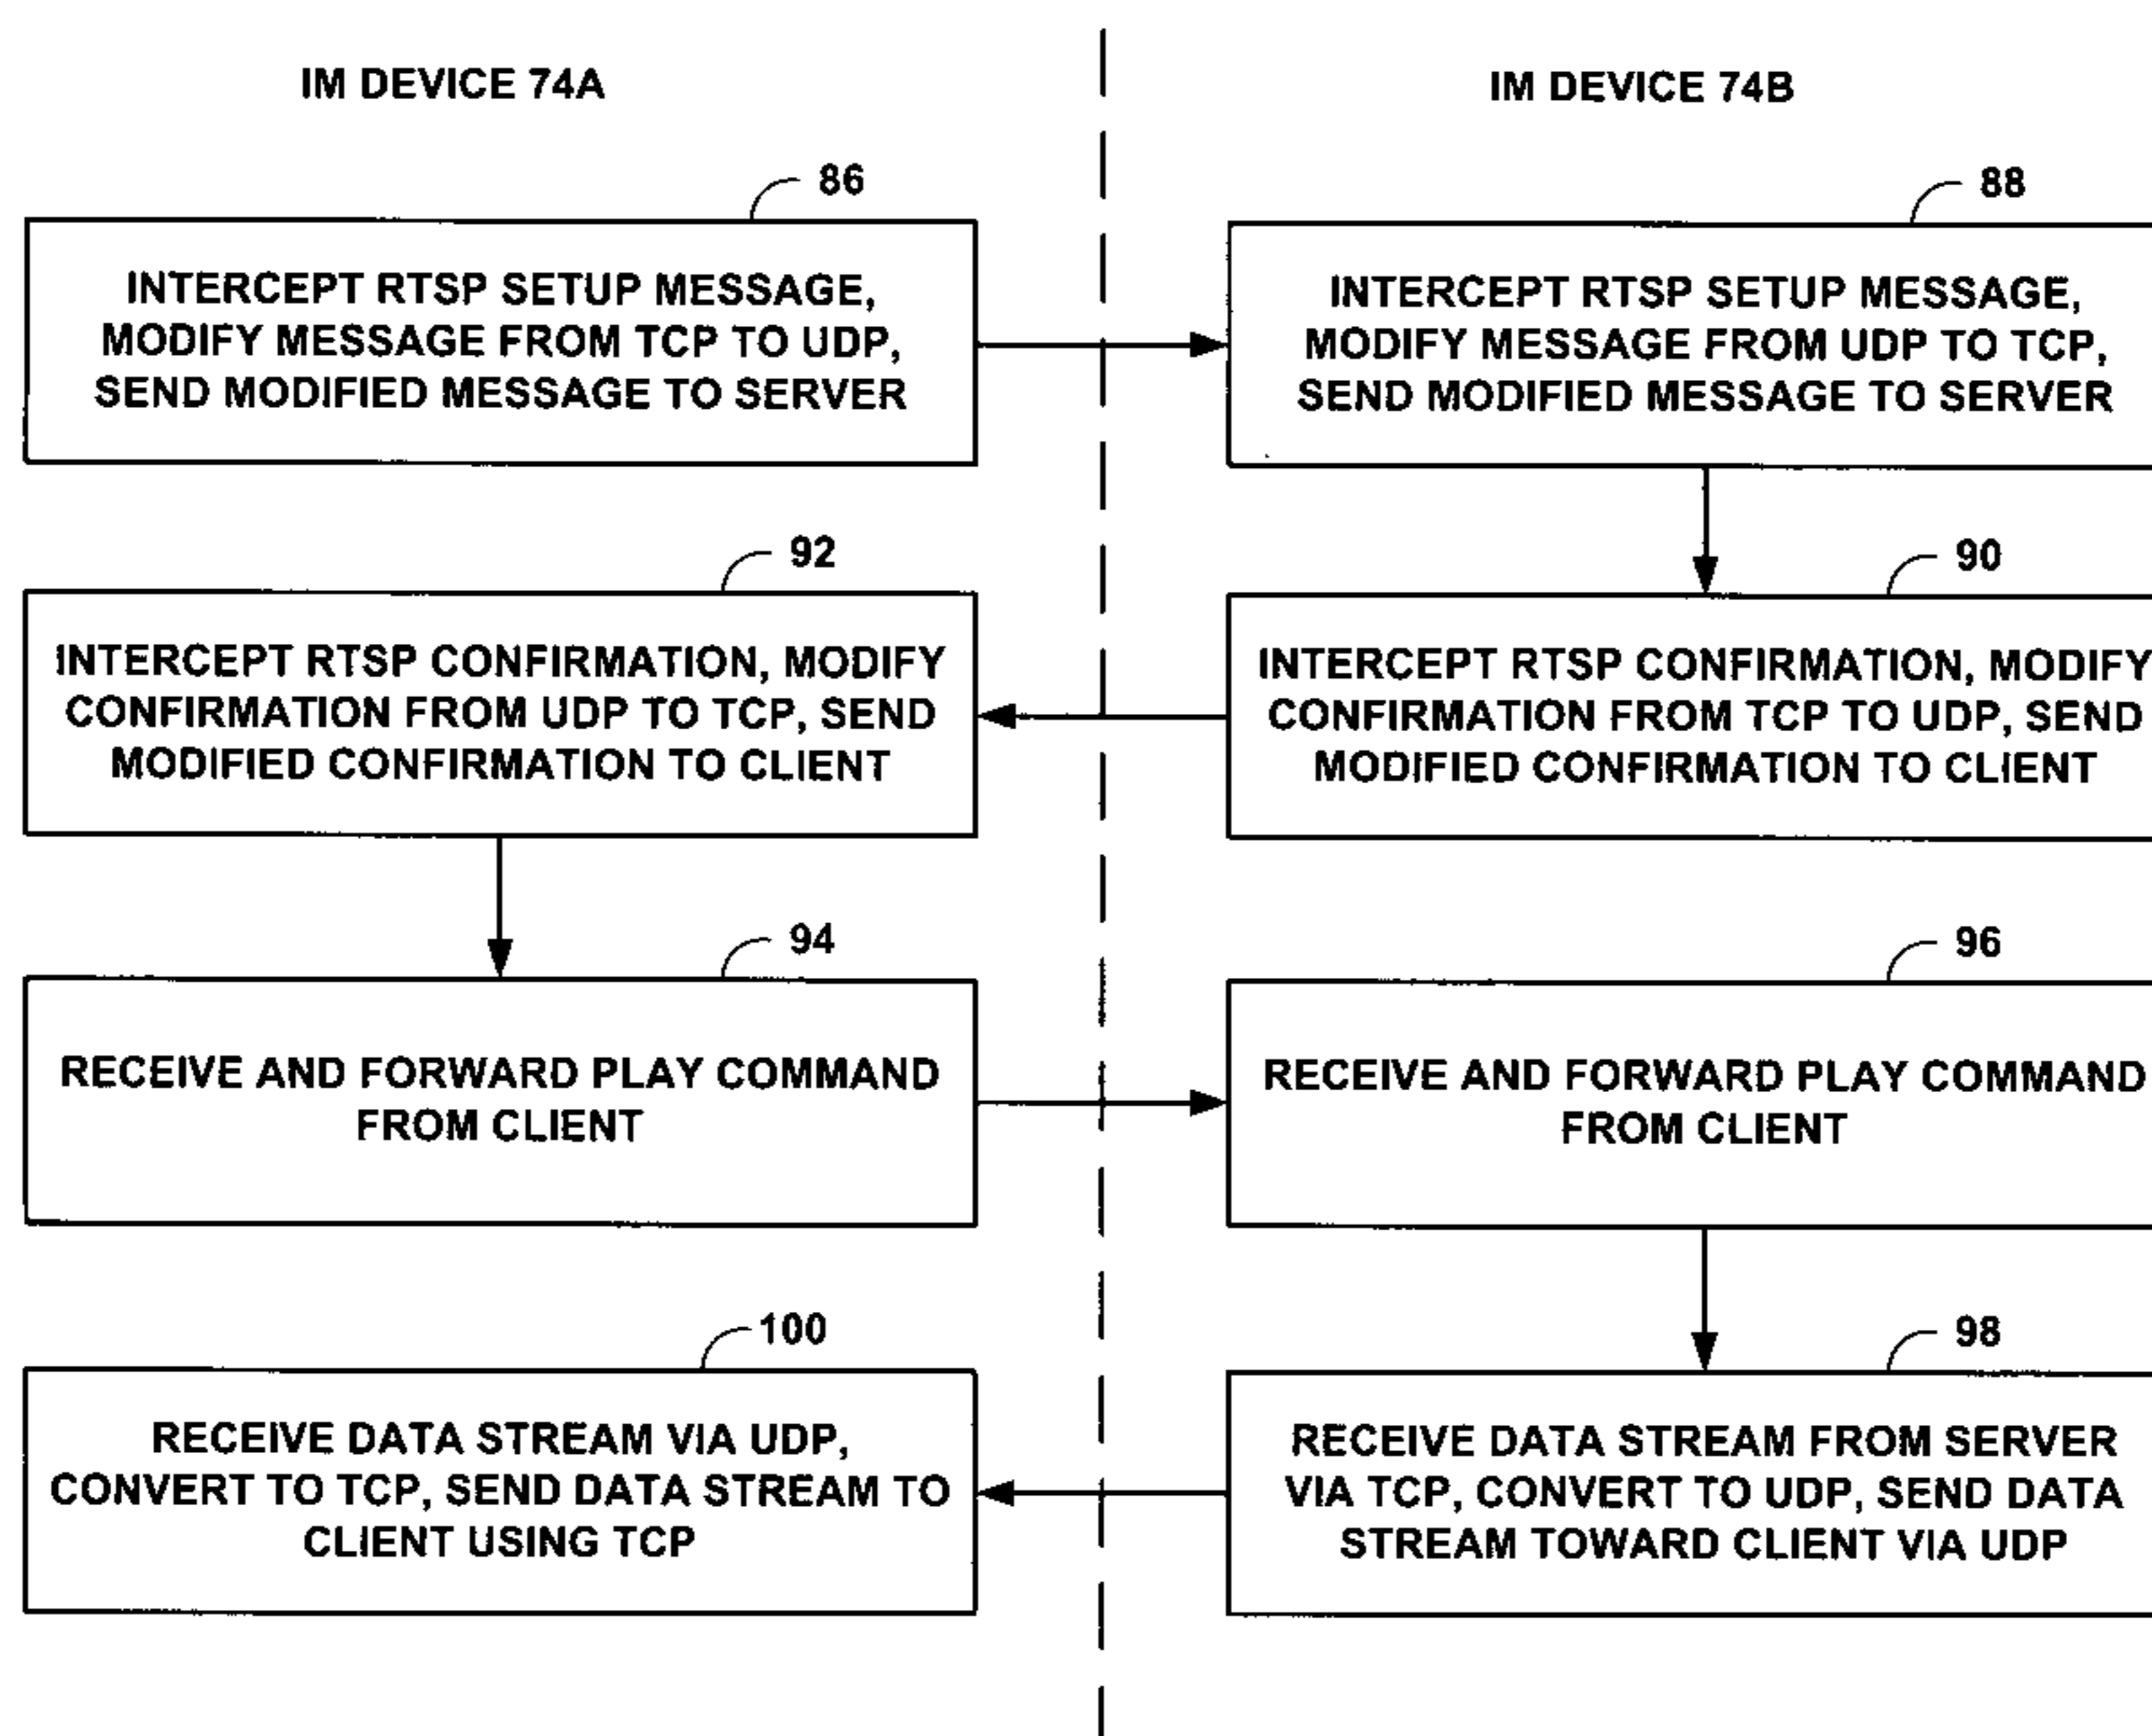 IM DEVICE 74A
IM DEVICE 74B
86
INTERCEPT RTSP SETUP MESSAGE,
MODIFY MESSAGE FROM TCP TO UDP,
SEND MODIFIED MESSAGE TO SERVER
88
INTERCEPT RTSP SETUP MESSAGE,
MODIFY MESSAGE FROM UDP TO TCP,
SEND MODIFIED MESSAGE TO SERVER
92
INTERCEPT RTSP CONFIRMATION, MODIFY
CONFIRMATION FROM UDP TO TCP, SEND
MODIFIED CONFIRMATION TO CLIENT
90
INTERCEPT RTSP CONFIRMATION, MODIFY
CONFIRMATION FROM TCP TO UDP, SEND
MODIFIED CONFIRMATION TO CLIENT
94
RECEIVE AND FORWARD PLAY COMMAND
FROM CLIENT
96
RECEIVE AND FORWARD PLAY COMMAND
FROM CLIENT
100
RECEIVE DATA STREAM VIA UDP,
CONVERT TO TCP, SEND DATA STREAM TO
CLIENT USING TCP
98
RECEIVE DATA STREAM FROM SERVER
VIA TCP, CONVERT TO UDP, SEND DATA
STREAM TOWARD CLIENT VIA UDP